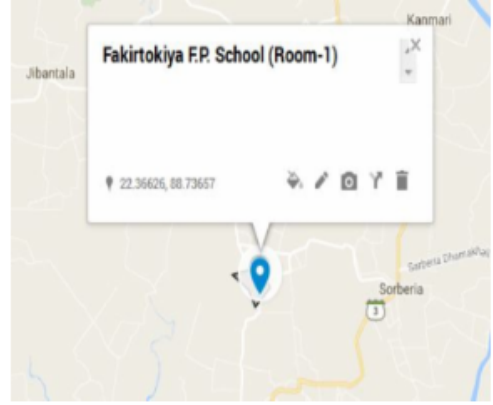 Kanmari
Fakirtokiya F.P. School (Room-1)
Jibantala
22.36626, 88.73657
Sorberia
3